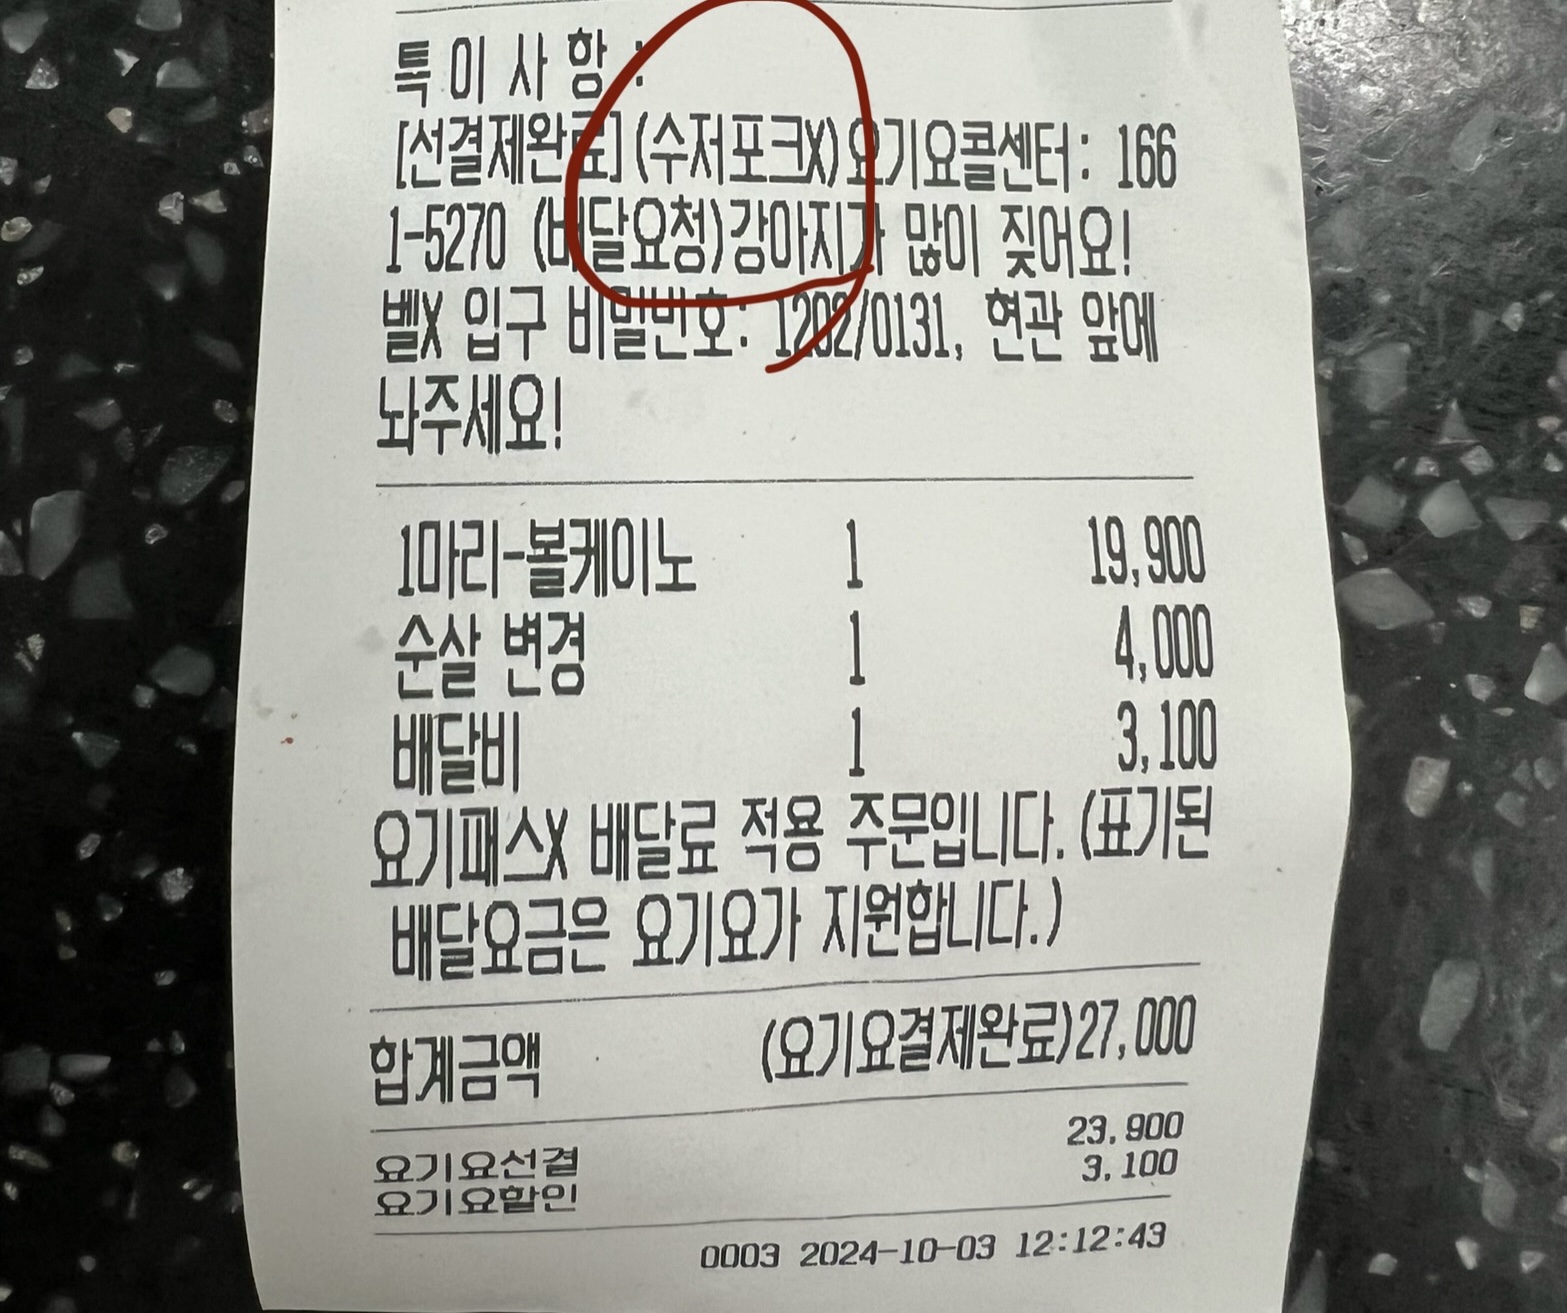 특이사항 :
[선결제완료](수저포크X)요기요콜센터: 166
1-5270 (배달요청)강아지가 많이 짖어요!
벨X 입구 비밀번호: 1202/0131, 현관 앞에
놔주세요!
1마리-볼케이노 1 19,900
순살 변경 1 4,000
배달비 1 3,100
요기패스X 배달료 적용 주문입니다.(표기된
배달요금은 요기요가 지원합니다.)
합계금액 (요기요결제완료)27,000
요기요선결 23,900
요기요할인 3,100
0003 2024-10-03 12:12:43